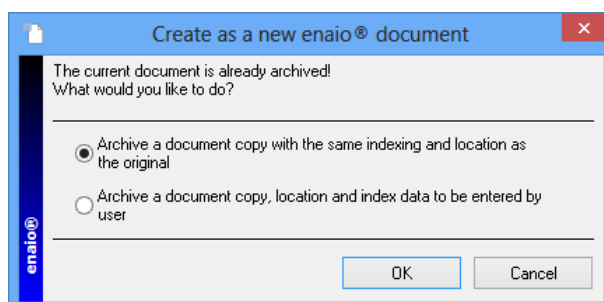 Create as a new enaio® document
The current document is already archived!
What would you like to do?
Archive a document copy with the same indexing and location as
the original
Archive a document copy, location and index data to be entered by
user
enaio®
OK Cancel